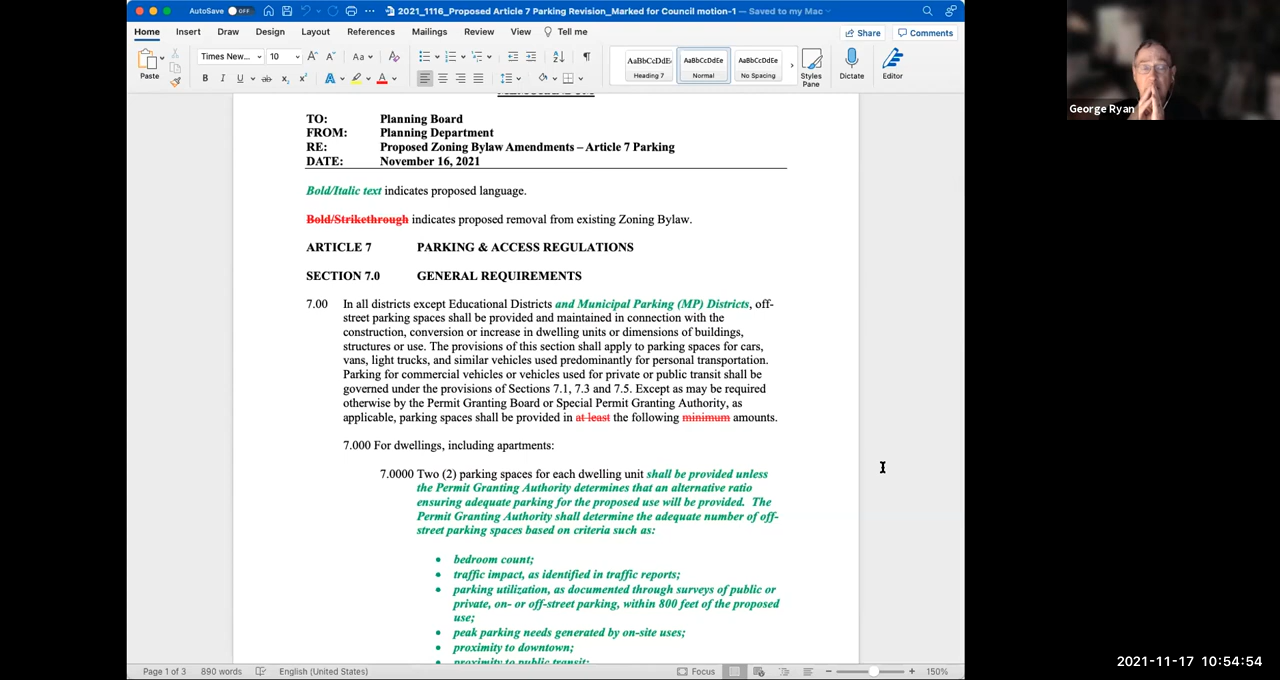 AutoSave OFF 2021_1116_Proposed Article 7 Parking Revision_Marked for Council motion-1 — Saved to my Mac
Home Insert Draw Design Layout References Mailings Review View Tell me Share Comments
Paste Times New... 10 Aa
AaBbCcDdE AaBbCcDdEe AaBbCcDdEe
Heading 7 Normal No Spacing Styles Pane Dictate Editor
TO: Planning Board
FROM: Planning Department
RE: Proposed Zoning Bylaw Amendments – Article 7 Parking
DATE: November 16, 2021
Bold/Italic text indicates proposed language.
Bold/Strikethrough indicates proposed removal from existing Zoning Bylaw.
ARTICLE 7 PARKING & ACCESS REGULATIONS
SECTION 7.0 GENERAL REQUIREMENTS
7.00 In all districts except Educational Districts and Municipal Parking (MP) Districts, off-
street parking spaces shall be provided and maintained in connection with the
construction, conversion or increase in dwelling units or dimensions of buildings,
structures or use. The provisions of this section shall apply to parking spaces for cars,
vans, light trucks, and similar vehicles used predominantly for personal transportation.
Parking for commercial vehicles or vehicles used for private or public transit shall be
governed under the provisions of Sections 7.1, 7.3 and 7.5. Except as may be required
otherwise by the Permit Granting Board or Special Permit Granting Authority, as
applicable, parking spaces shall be provided in at least the following minimum amounts.
7.000 For dwellings, including apartments:
7.0000 Two (2) parking spaces for each dwelling unit shall be provided unless
the Permit Granting Authority determines that an alternative ratio
ensuring adequate parking for the proposed use will be provided. The
Permit Granting Authority shall determine the adequate number of off-
street parking spaces based on criteria such as:
• bedroom count;
• traffic impact, as identified in traffic reports;
• parking utilization, as documented through surveys of public or
private, on- or off-street parking, within 800 feet of the proposed
use;
• peak parking needs generated by on-site uses;
• proximity to downtown;
• proximity to public transit;
Page 1 of 3 890 words English (United States) Focus 150%
George Ryan
2021-11-17 10:54:54